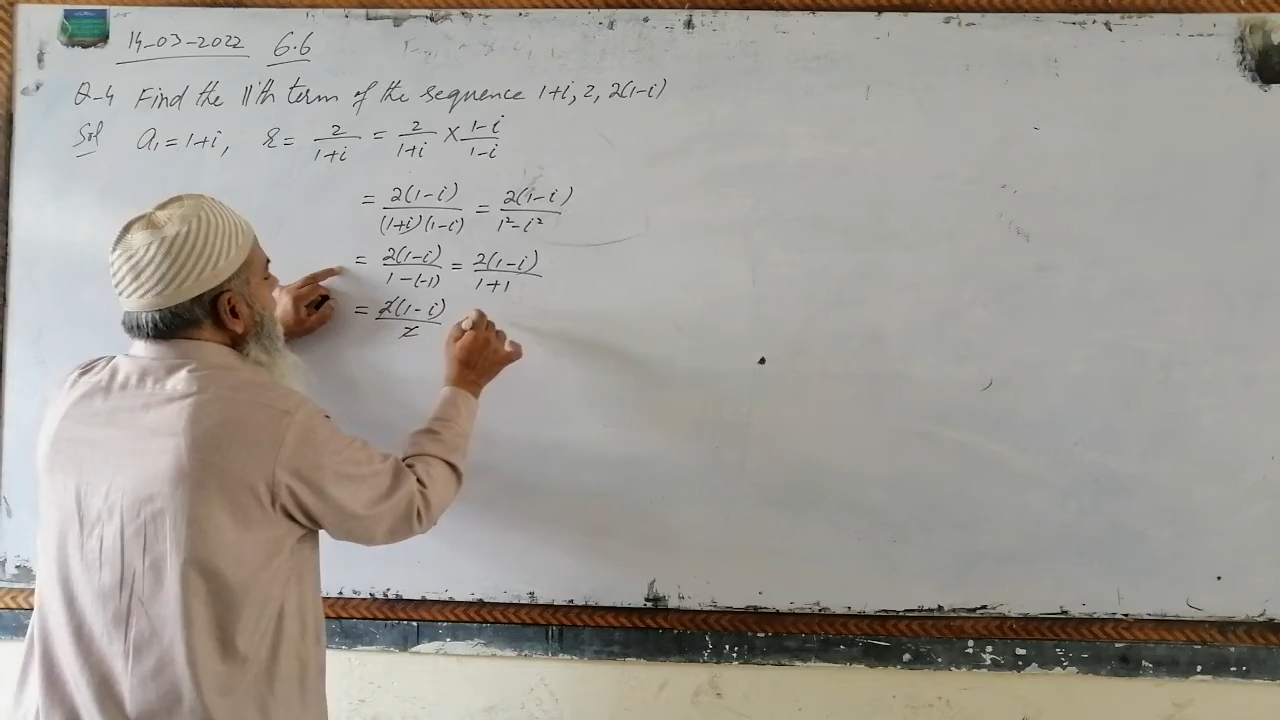 14-03-2022 6.6
Q-4 Find the 11th term of the sequence 1+i, 2, 2(1-i)
Sol a₁ = 1+i, r = 2/(1+i) = 2/(1+i) × (1-i)/(1-i)
= 2(1-i)/((1+i)(1-i)) = 2(1-i)/(1²-i²)
= 2(1-i)/(1-(-1)) = 2(1-i)/(1+1)
= 2(1-i)/2